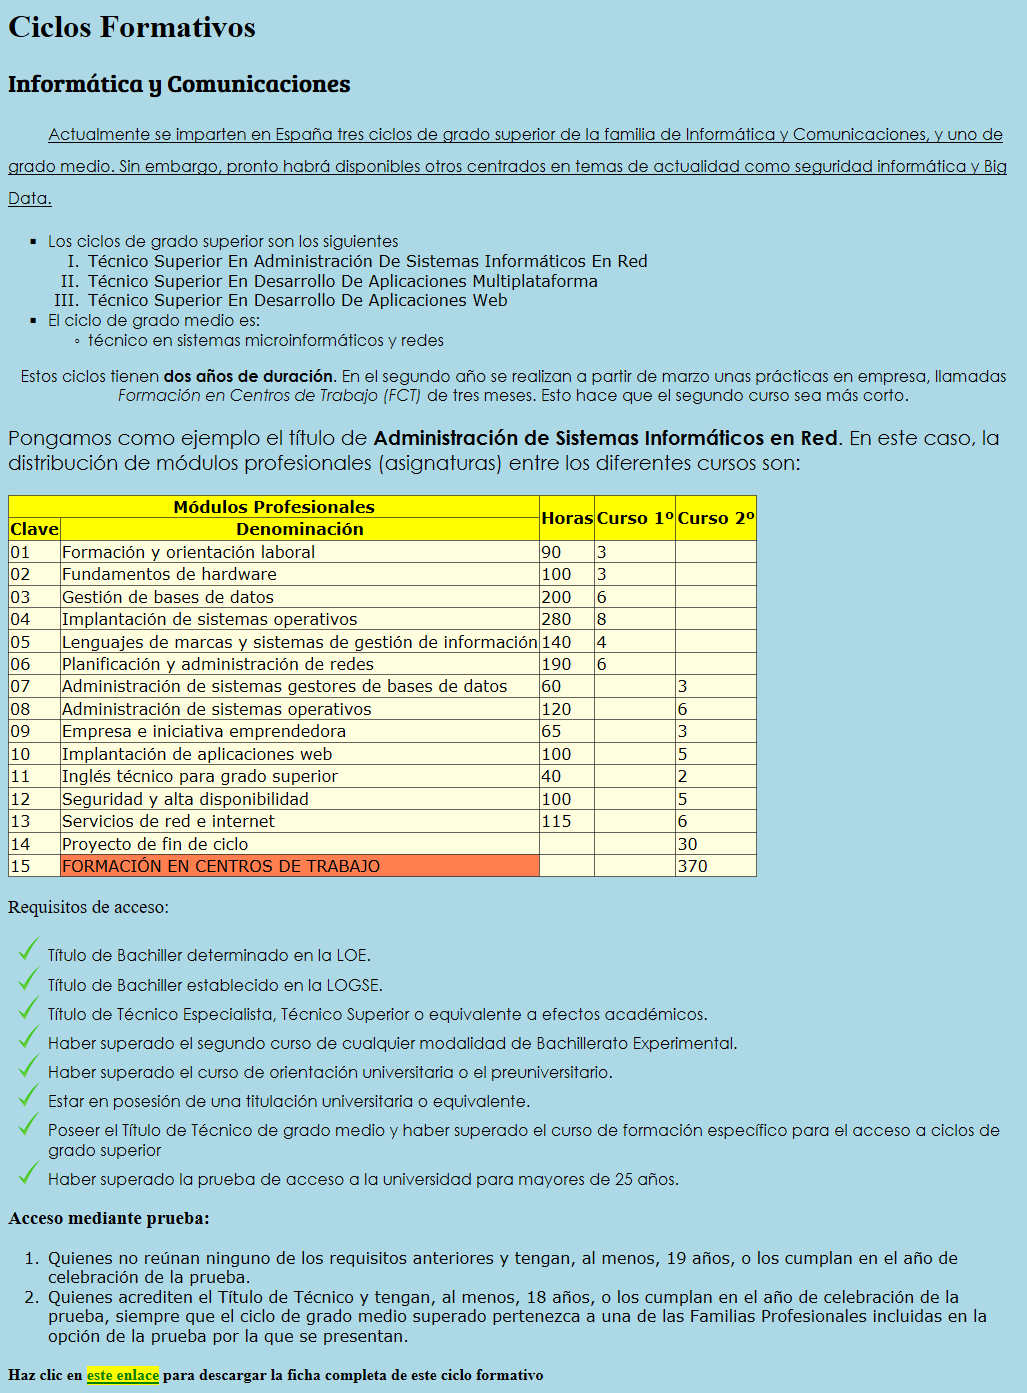 Ciclos Formativos
Informática y Comunicaciones
Actualmente se imparten en España tres ciclos de grado superior de la familia de Informática y Comunicaciones, y uno de
grado medio. Sin embargo, pronto habrá disponibles otros centrados en temas de actualidad como seguridad informática y Big
Data.
▪ Los ciclos de grado superior son los siguientes
I. Técnico Superior En Administración De Sistemas Informáticos En Red
II. Técnico Superior En Desarrollo De Aplicaciones Multiplataforma
III. Técnico Superior En Desarrollo De Aplicaciones Web
▪ El ciclo de grado medio es:
◦ técnico en sistemas microinformáticos y redes
Estos ciclos tienen dos años de duración. En el segundo año se realizan a partir de marzo unas prácticas en empresa, llamadas
Formación en Centros de Trabajo (FCT) de tres meses. Esto hace que el segundo curso sea más corto.
Pongamos como ejemplo el título de Administración de Sistemas Informáticos en Red. En este caso, la
distribución de módulos profesionales (asignaturas) entre los diferentes cursos son:
Módulos Profesionales Horas Curso 1º Curso 2º
Clave Denominación
01 Formación y orientación laboral 90 3
02 Fundamentos de hardware 100 3
03 Gestión de bases de datos 200 6
04 Implantación de sistemas operativos 280 8
05 Lenguajes de marcas y sistemas de gestión de información 140 4
06 Planificación y administración de redes 190 6
07 Administración de sistemas gestores de bases de datos 60 3
08 Administración de sistemas operativos 120 6
09 Empresa e iniciativa emprendedora 65 3
10 Implantación de aplicaciones web 100 5
11 Inglés técnico para grado superior 40 2
12 Seguridad y alta disponibilidad 100 5
13 Servicios de red e internet 115 6
14 Proyecto de fin de ciclo 30
15 FORMACIÓN EN CENTROS DE TRABAJO 370
Requisitos de acceso:
Título de Bachiller determinado en la LOE.
Título de Bachiller establecido en la LOGSE.
Título de Técnico Especialista, Técnico Superior o equivalente a efectos académicos.
Haber superado el segundo curso de cualquier modalidad de Bachillerato Experimental.
Haber superado el curso de orientación universitaria o el preuniversitario.
Estar en posesión de una titulación universitaria o equivalente.
Poseer el Título de Técnico de grado medio y haber superado el curso de formación específico para el acceso a ciclos de
grado superior
Haber superado la prueba de acceso a la universidad para mayores de 25 años.
Acceso mediante prueba:
1. Quienes no reúnan ninguno de los requisitos anteriores y tengan, al menos, 19 años, o los cumplan en el año de
celebración de la prueba.
2. Quienes acrediten el Título de Técnico y tengan, al menos, 18 años, o los cumplan en el año de celebración de la
prueba, siempre que el ciclo de grado medio superado pertenezca a una de las Familias Profesionales incluidas en la
opción de la prueba por la que se presentan.
Haz clic en este enlace para descargar la ficha completa de este ciclo formativo